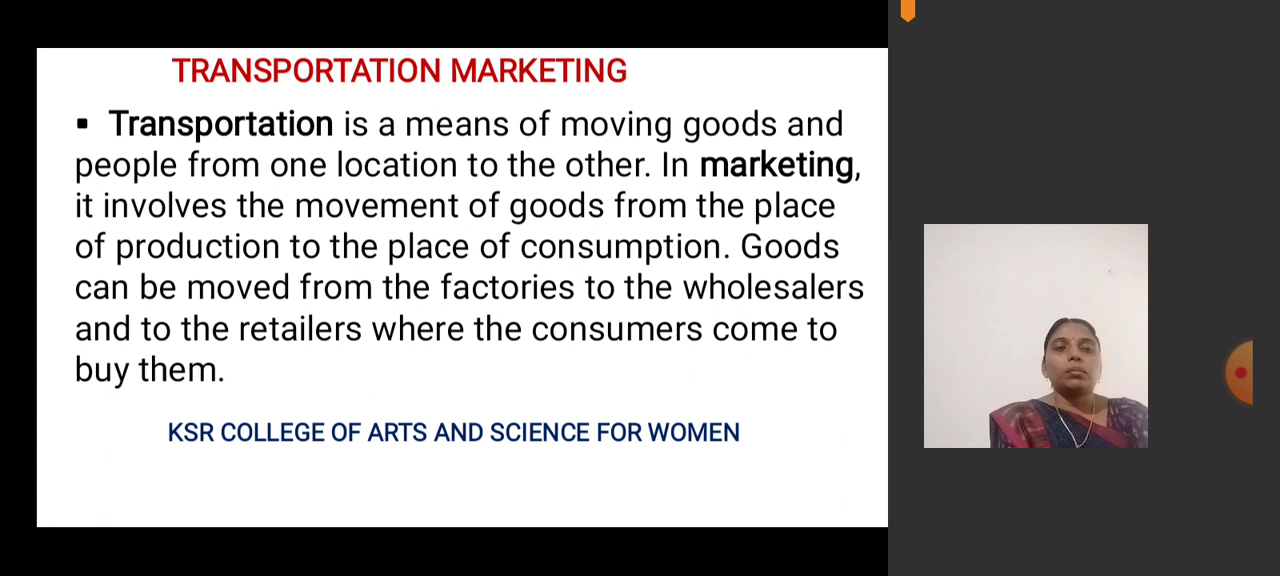 TRANSPORTATION MARKETING
▪ Transportation is a means of moving goods and
people from one location to the other. In marketing,
it involves the movement of goods from the place
of production to the place of consumption. Goods
can be moved from the factories to the wholesalers
and to the retailers where the consumers come to
buy them.
KSR COLLEGE OF ARTS AND SCIENCE FOR WOMEN